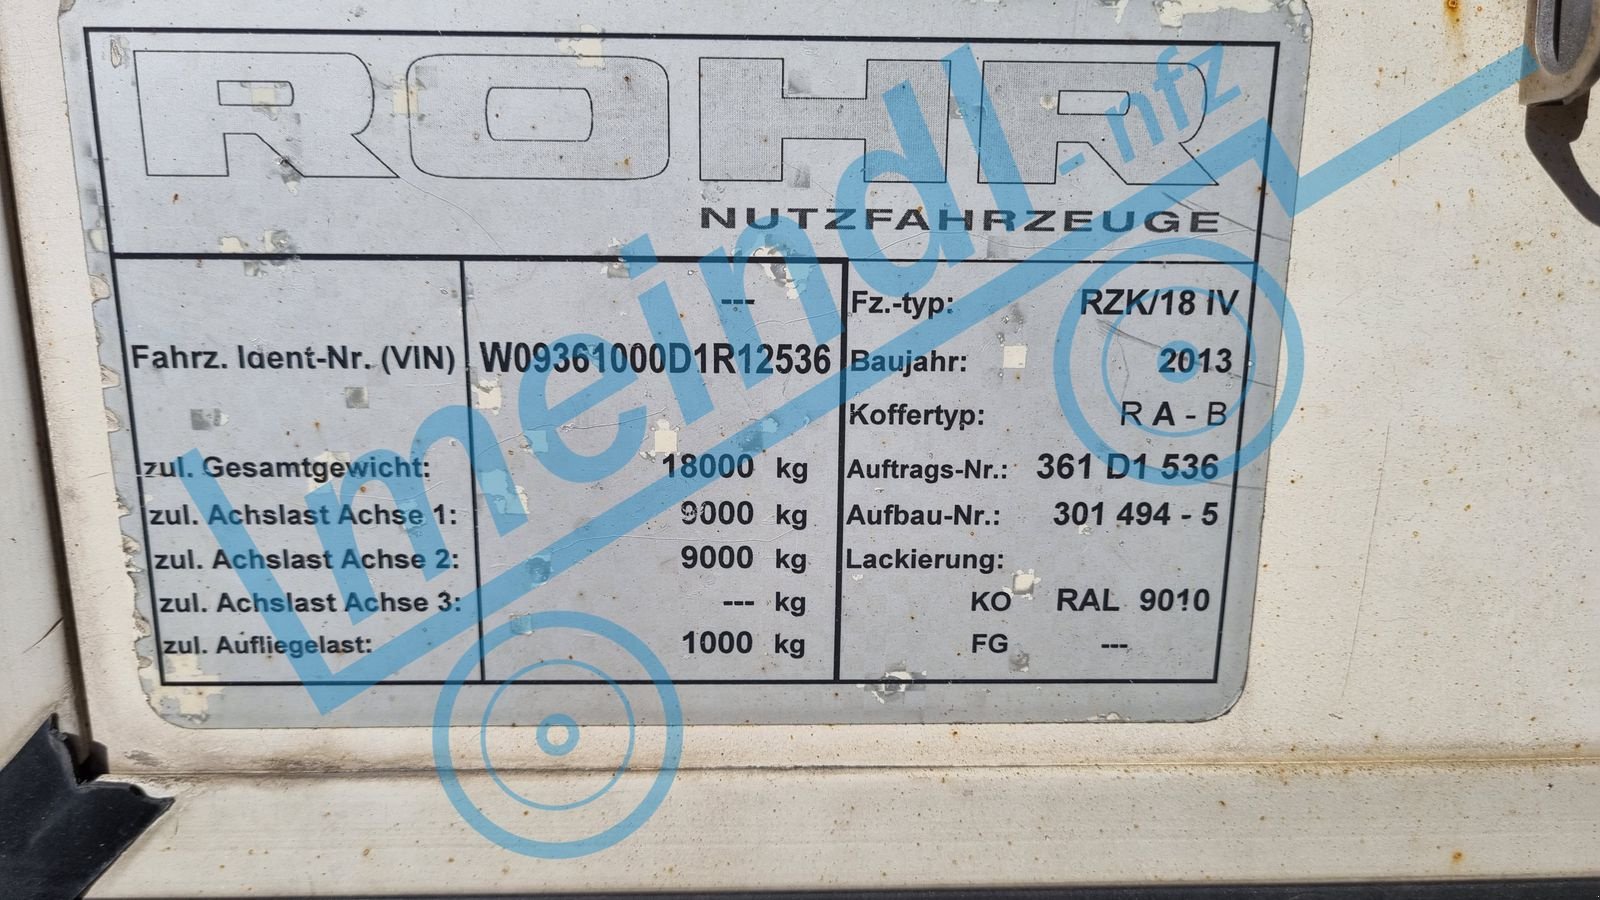 ROHR
NUTZFAHRZEUGE
---
Fahrz. Ident-Nr. (VIN) W09361000D1R12536
zul. Gesamtgewicht: 18000 kg
zul. Achslast Achse 1: 9000 kg
zul. Achslast Achse 2: 9000 kg
zul. Achslast Achse 3: --- kg
zul. Aufliegelast: 1000 kg
Fz.-typ: RZK/18 IV
Baujahr: 2013
Koffertyp: R A - B
Auftrags-Nr.: 361 D1 536
Aufbau-Nr.: 301 494 - 5
Lackierung:
KO RAL 9010
FG ---
Lmeindl-nfz